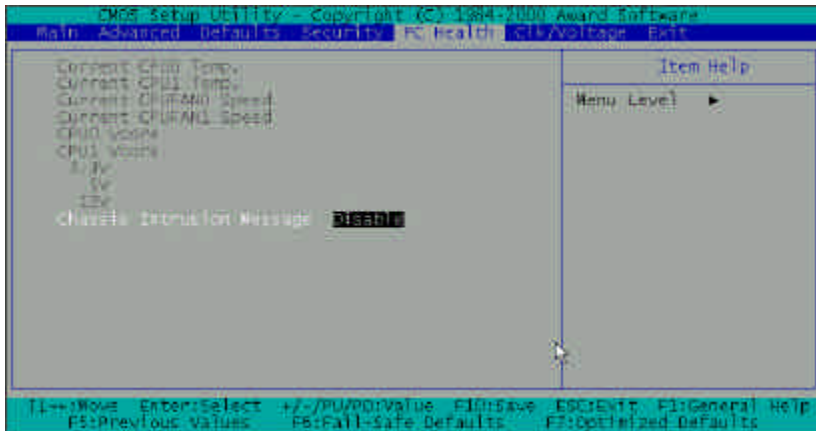 CMOS Setup Utility - Copyright (C) 1984-2000 Award Software
Main Advanced Defaults Security PC Health Clk/Voltage Exit
Current CPU0 Temp.
Current CPU1 Temp.
Current CPUFAN0 Speed
Current CPUFAN1 Speed
CPU0 Vcore
CPU1 Vcore
3.3V
5V
12V
Chassis Intrusion Message Disable
Item Help
Menu Level ►
↑↓→←:Move Enter:Select +/-/PU/PD:Value F10:Save ESC:Exit F1:General Help
F5:Previous Values F6:Fail-Safe Defaults F7:Optimized Defaults